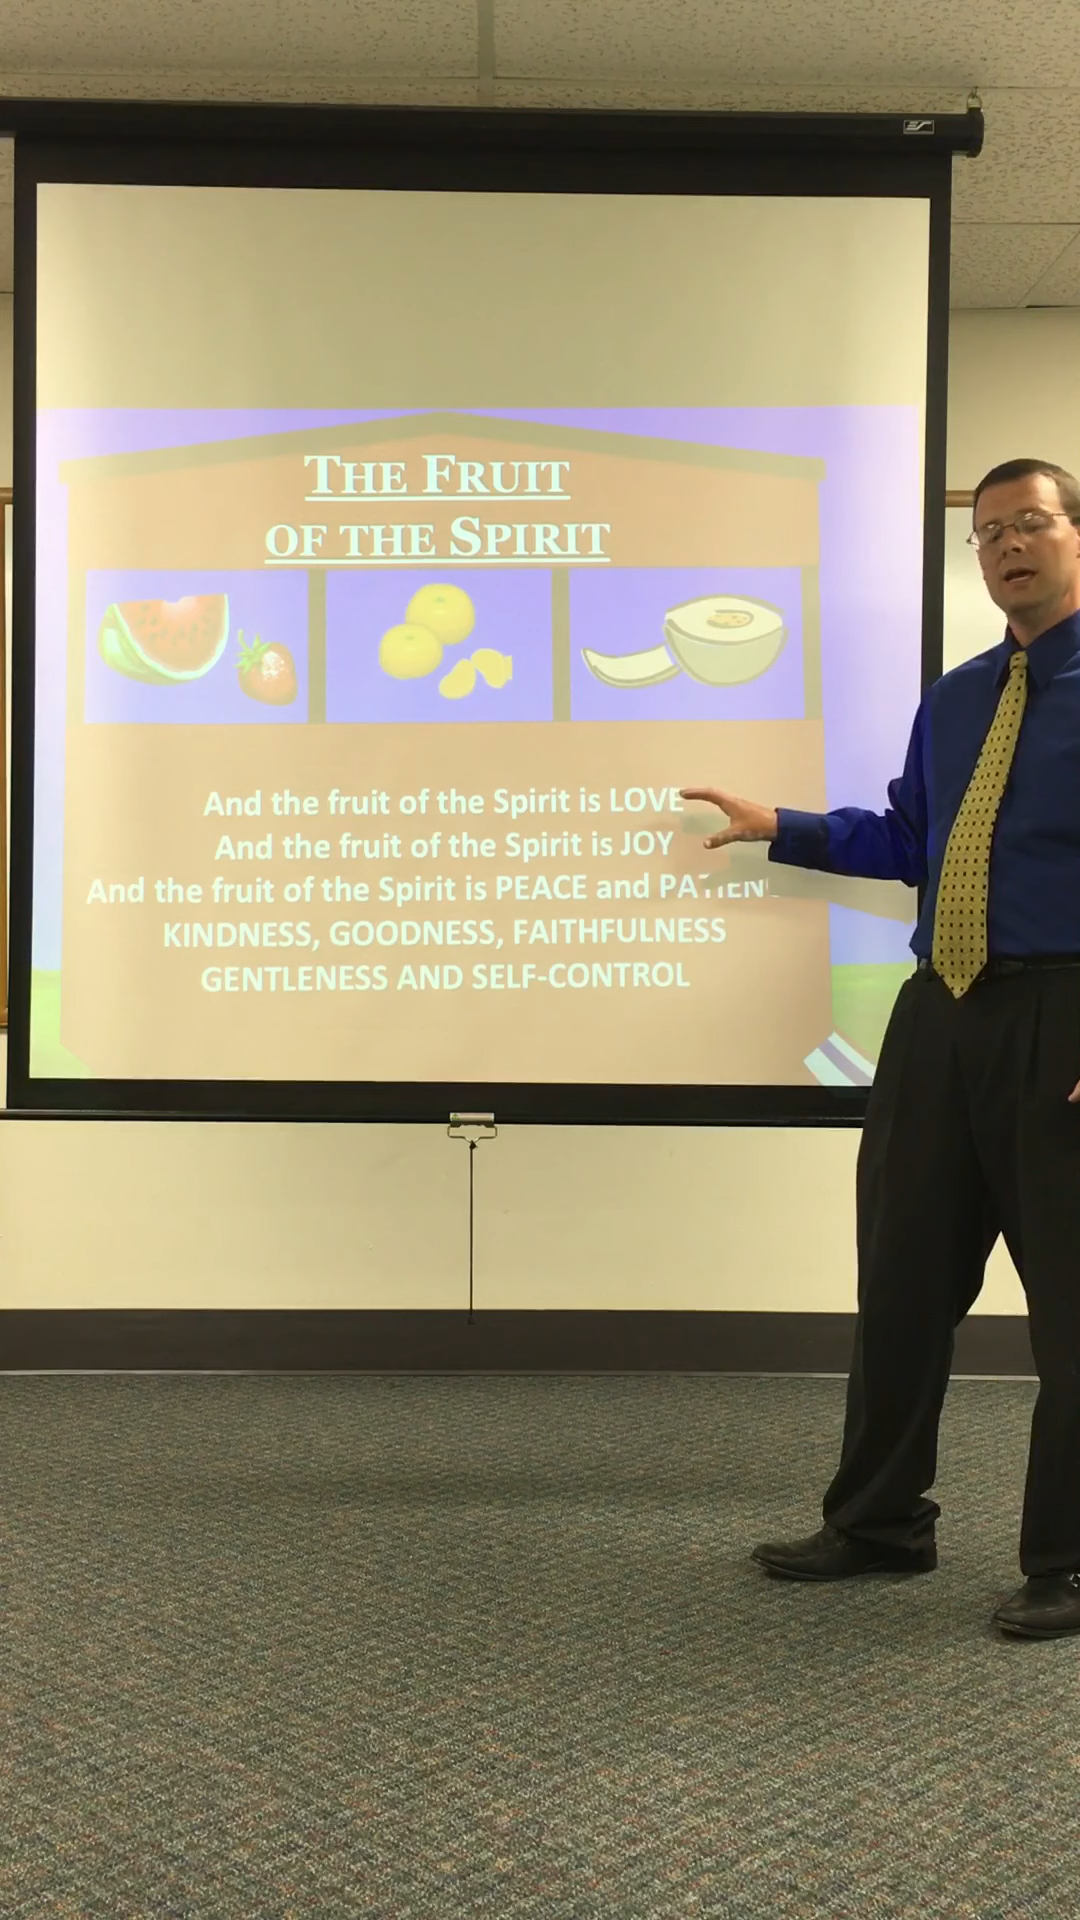 THE FRUIT
OF THE SPIRIT
And the fruit of the Spirit is LOVE
And the fruit of the Spirit is JOY
And the fruit of the Spirit is PEACE and
KINDNESS, GOODNESS, FAITHFULNESS
GENTLENESS AND SELF-CONTROL